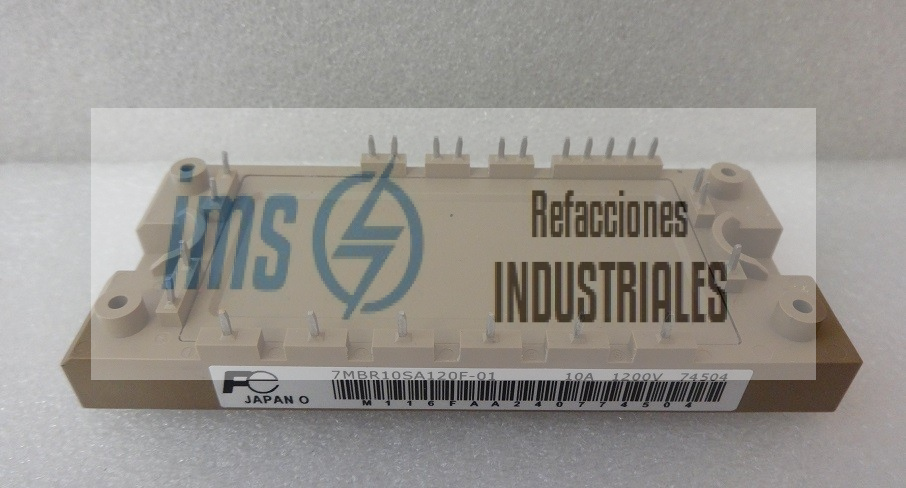 ims
Refacciones
INDUSTRIALES
7MBR10SA120F-01 10A 1200V 74504
JAPAN O
M116FAA240774504